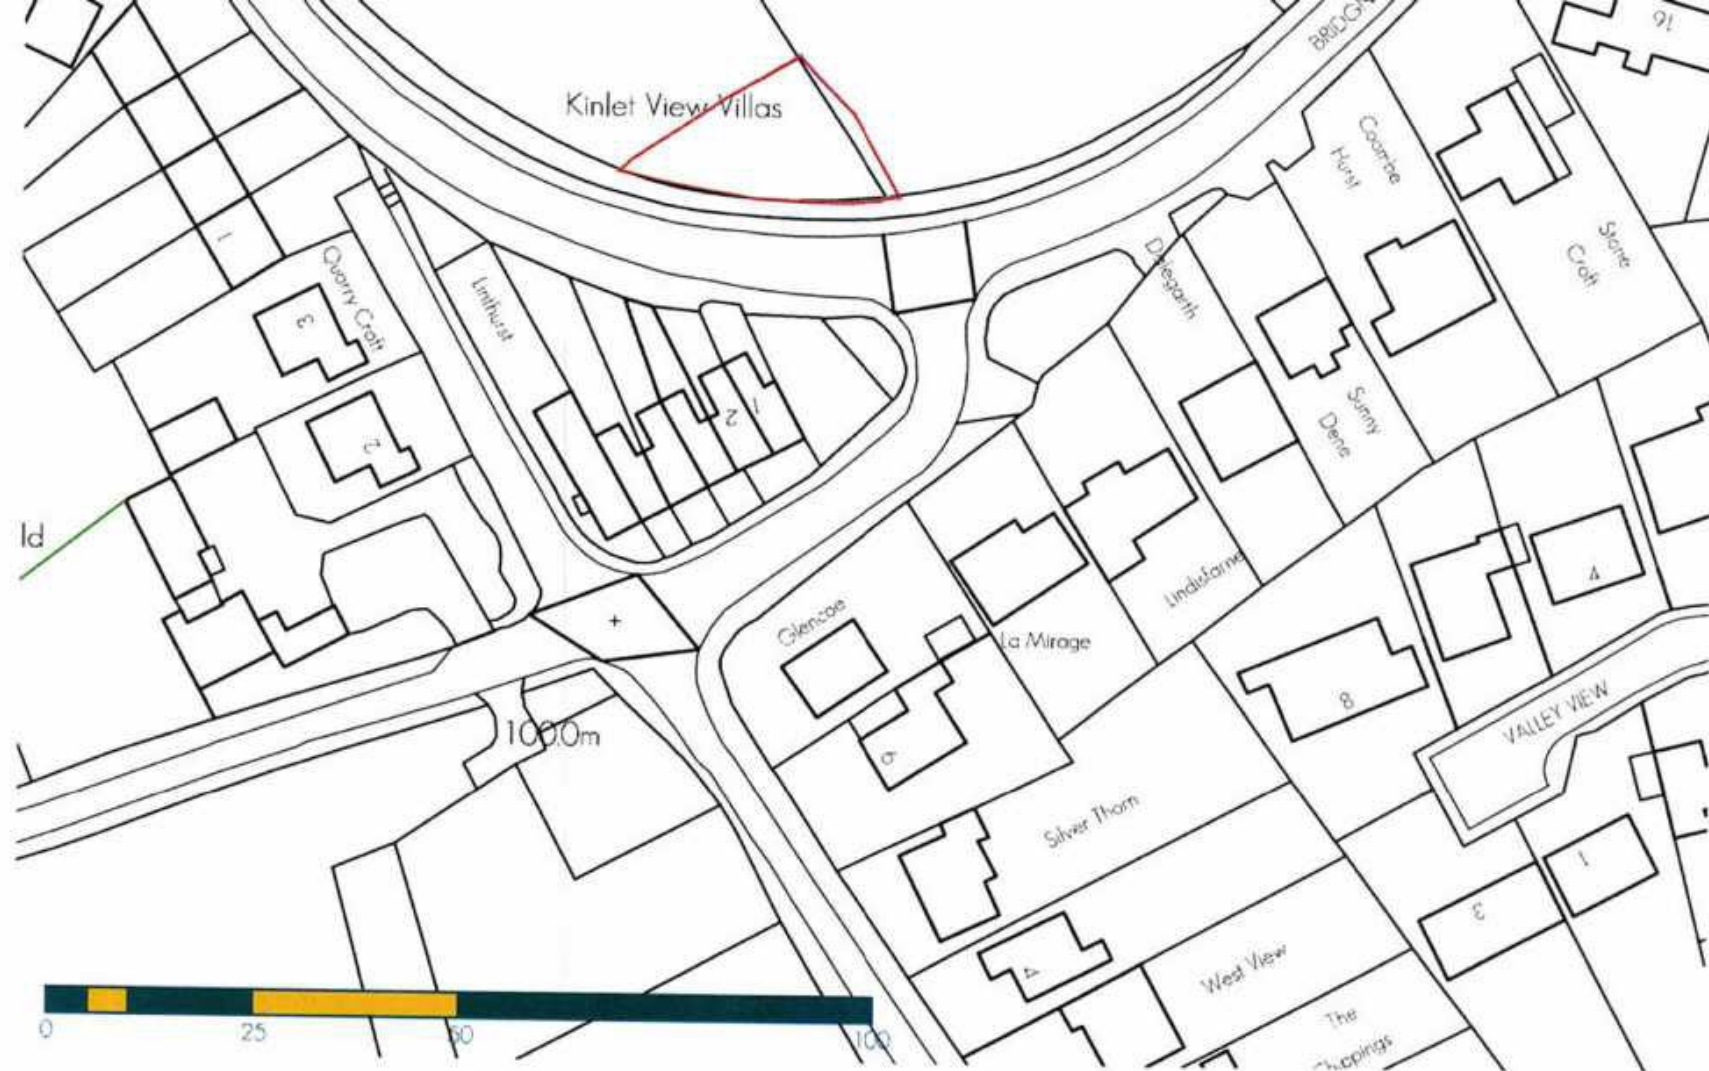 16
BRIDGN
Kinlet View Villas
Coombe
Hurst
Stone
Croft
1
Quarry Croft
Linthurst
Delegarth
3
2
2
1
Sunny
Dene
ld
Lindisfarne
4
+
Glencoe
La Mirage
8
VALLEY VIEW
100.0m
6
Silver Thorn
1
3
4
West View
The
Chippings
0
25
50
100